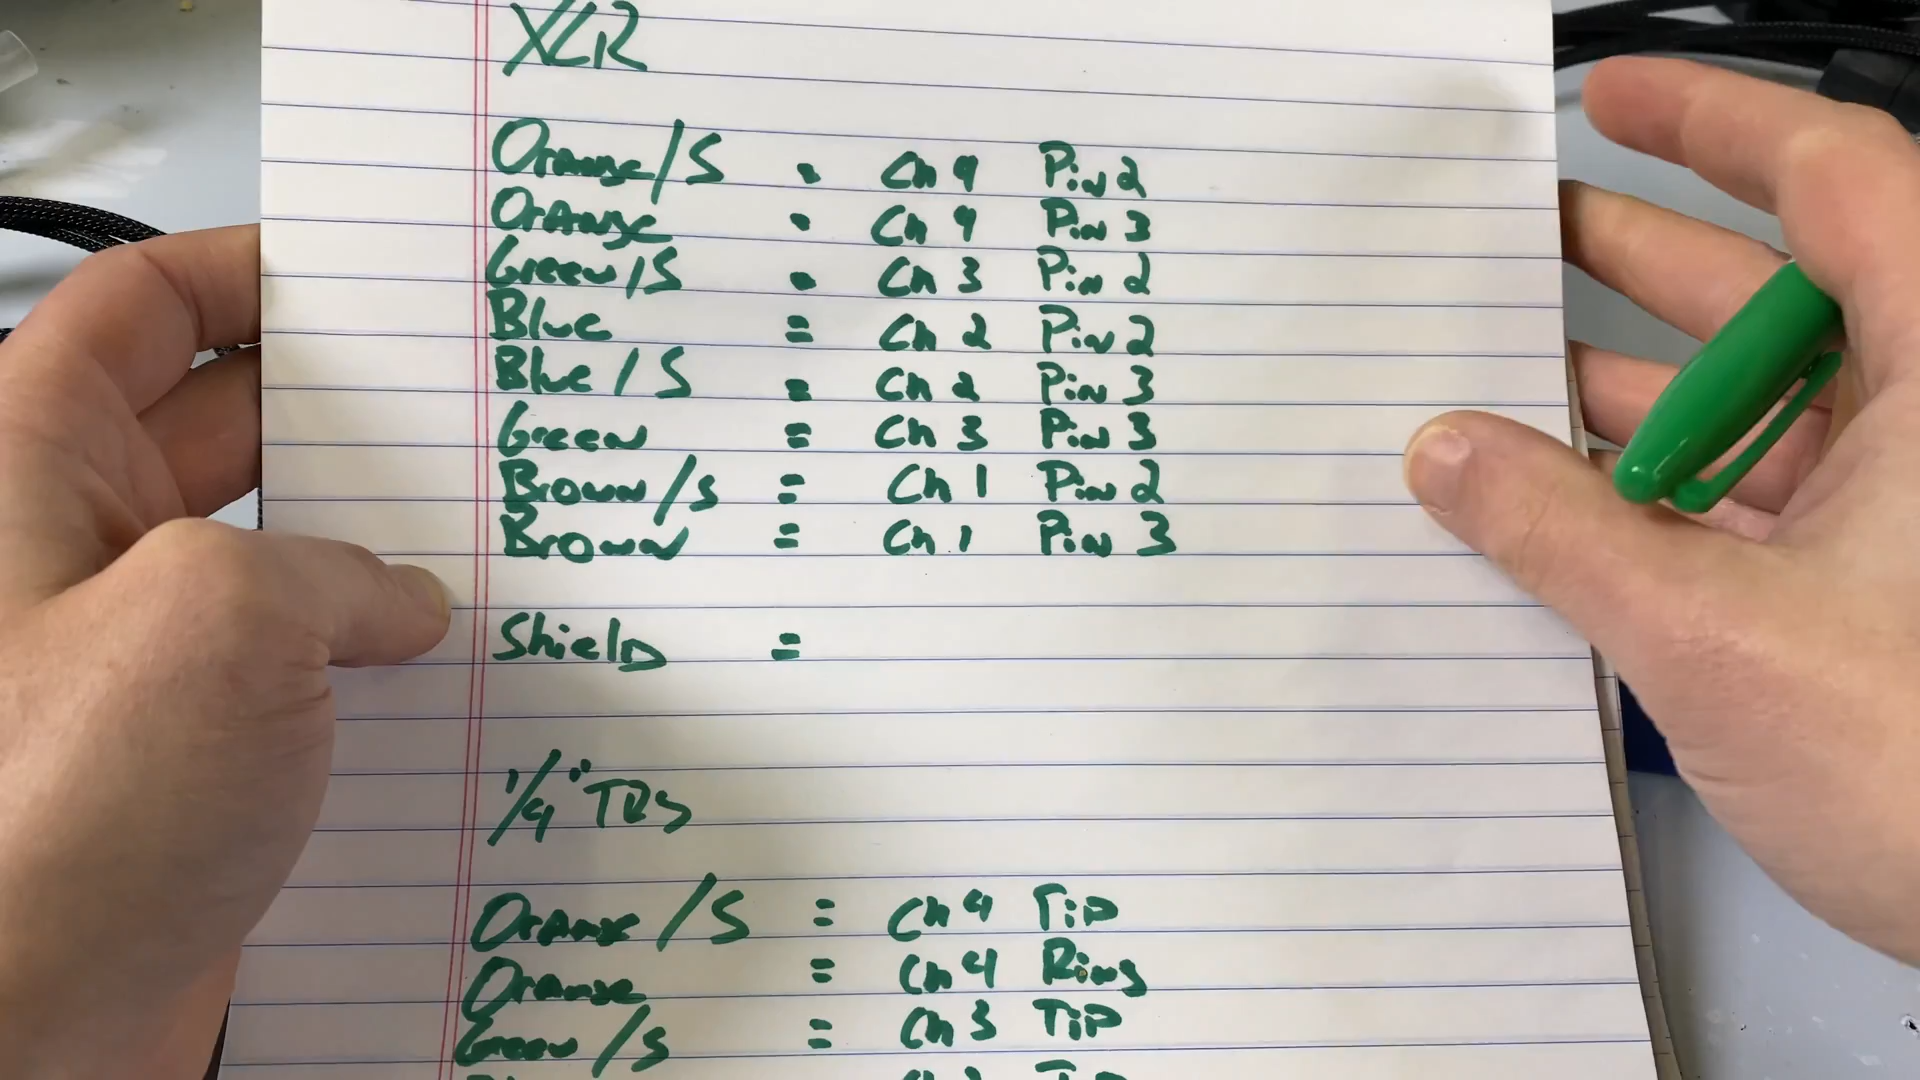 XLR
Orange/S = Ch 4 Pin 2
Orange = Ch 4 Pin 3
Green/S = Ch 3 Pin 2
Blue = Ch 2 Pin 2
Blue/S = Ch 2 Pin 3
Green = Ch 3 Pin 3
Brown/S = Ch 1 Pin 2
Brown = Ch 1 Pin 3
Shield =
1/4" TRS
Orange/S = Ch 4 Tip
Orange = Ch 4 Ring
Green/S = Ch 3 Tip